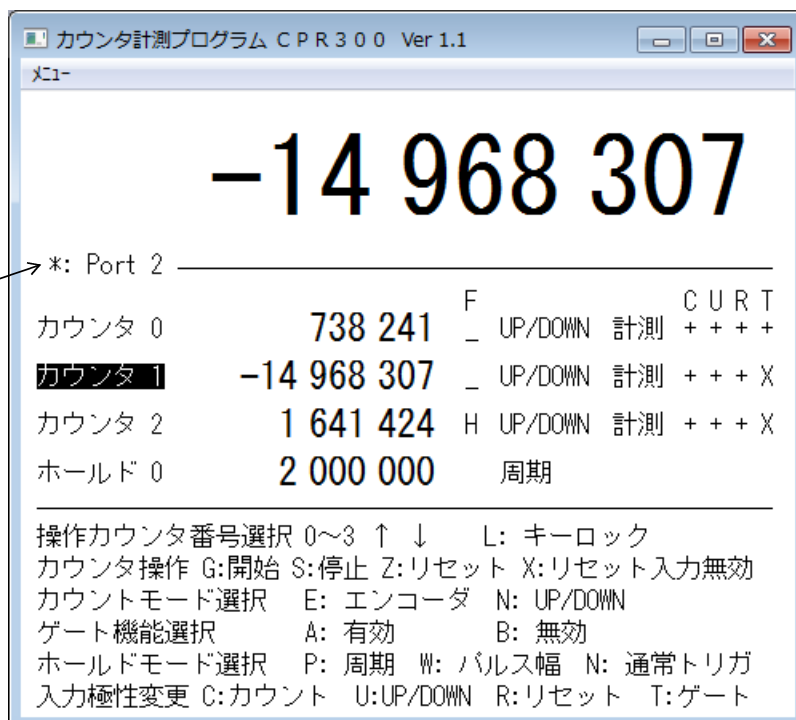 カウンタ計測プログラム ＣＰＲ３００ Ver 1.1
ﾒﾆｭｰ
-14 968 307
*: Port 2
F C U R T
カウンタ 0 738 241 _ UP/DOWN 計測 + + + +
カウンタ 1 -14 968 307 _ UP/DOWN 計測 + + + X
カウンタ 2 1 641 424 H UP/DOWN 計測 + + + X
ホールド 0 2 000 000 周期
操作カウンタ番号選択 0～3 ↑ ↓ L: キーロック
カウンタ操作 G:開始 S:停止 Z:リセット X:リセット入力無効
カウントモード選択 E: エンコーダ N: UP/DOWN
ゲート機能選択 A: 有効 B: 無効
ホールドモード選択 P: 周期 W: パルス幅 N: 通常トリガ
入力極性変更 C:カウント U:UP/DOWN R:リセット T:ゲート